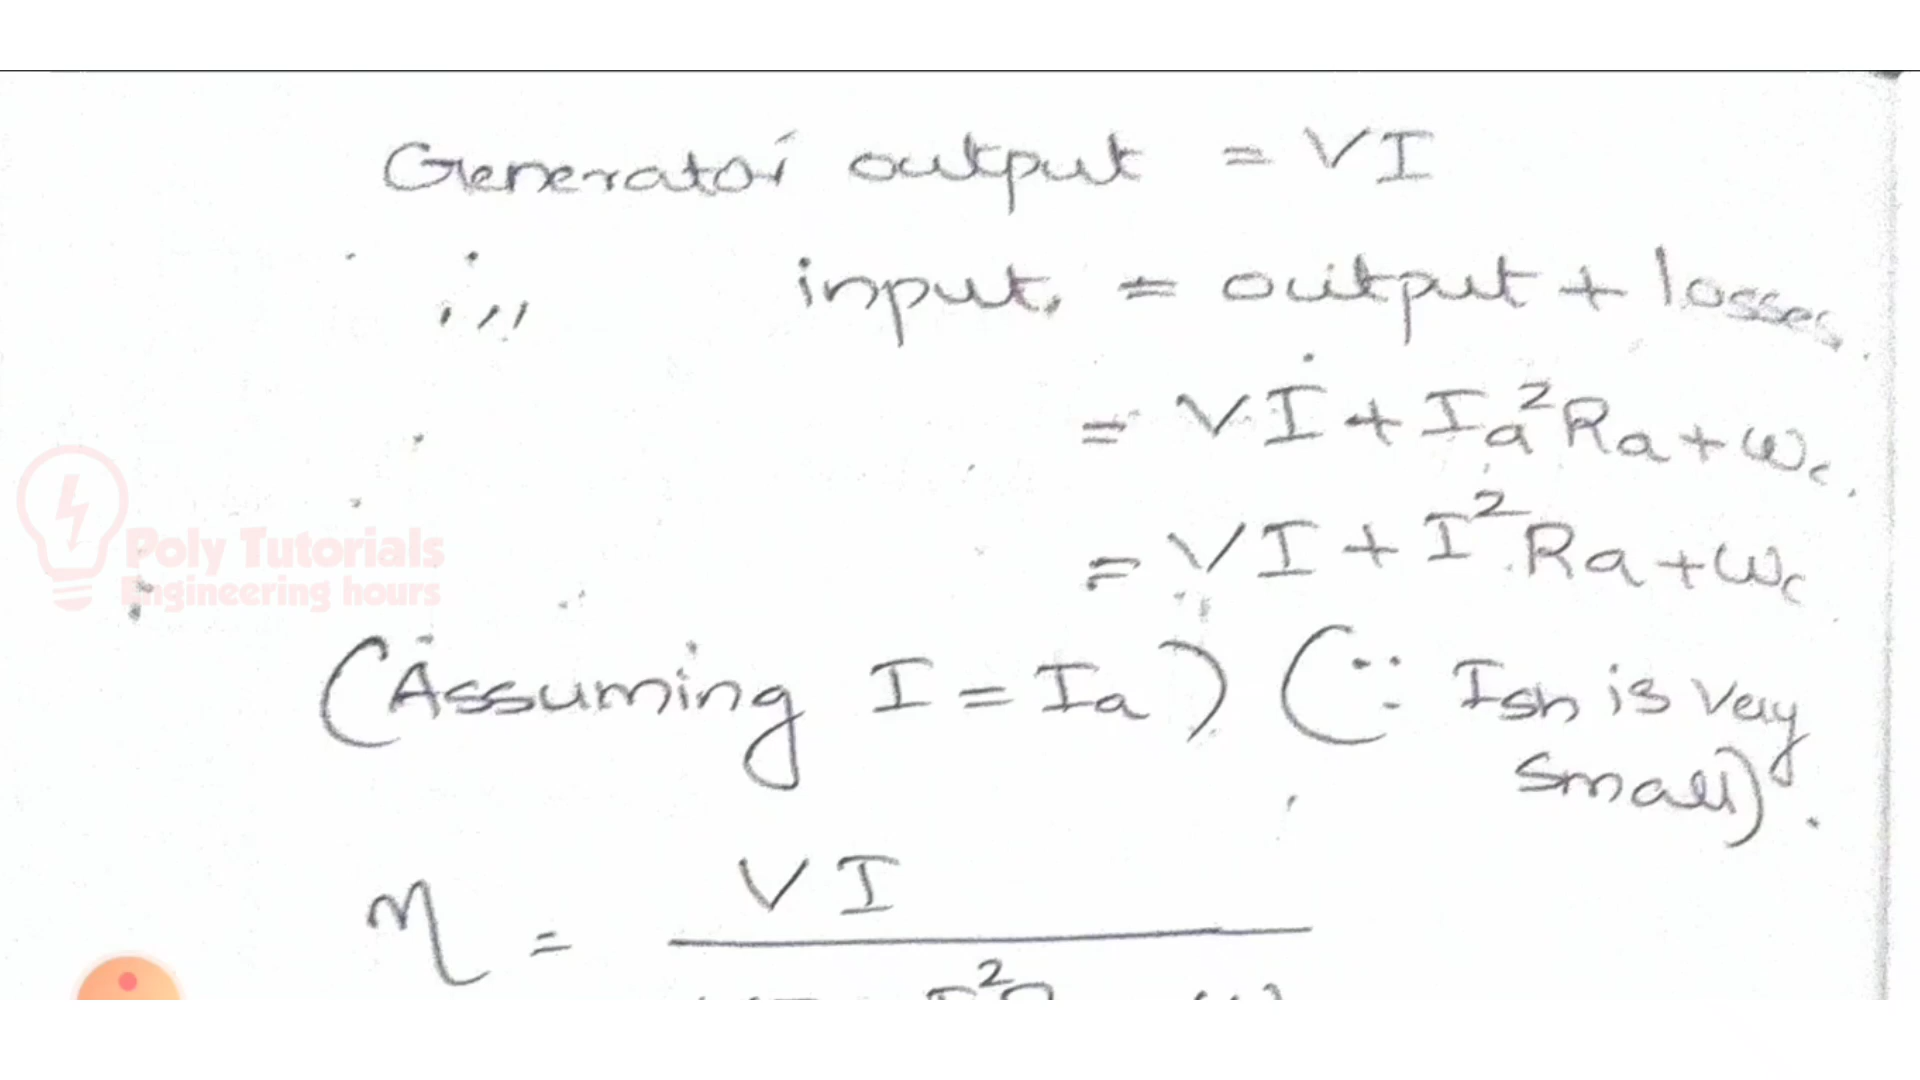 Generator output = VI
,,, input = output + losses.
= VI + Ia²Ra + Wc.
= VI + I²Ra + Wc
Poly Tutorials
Engineering hours
(Assuming I = Ia) (∵ Ish is very
small).
η = VI